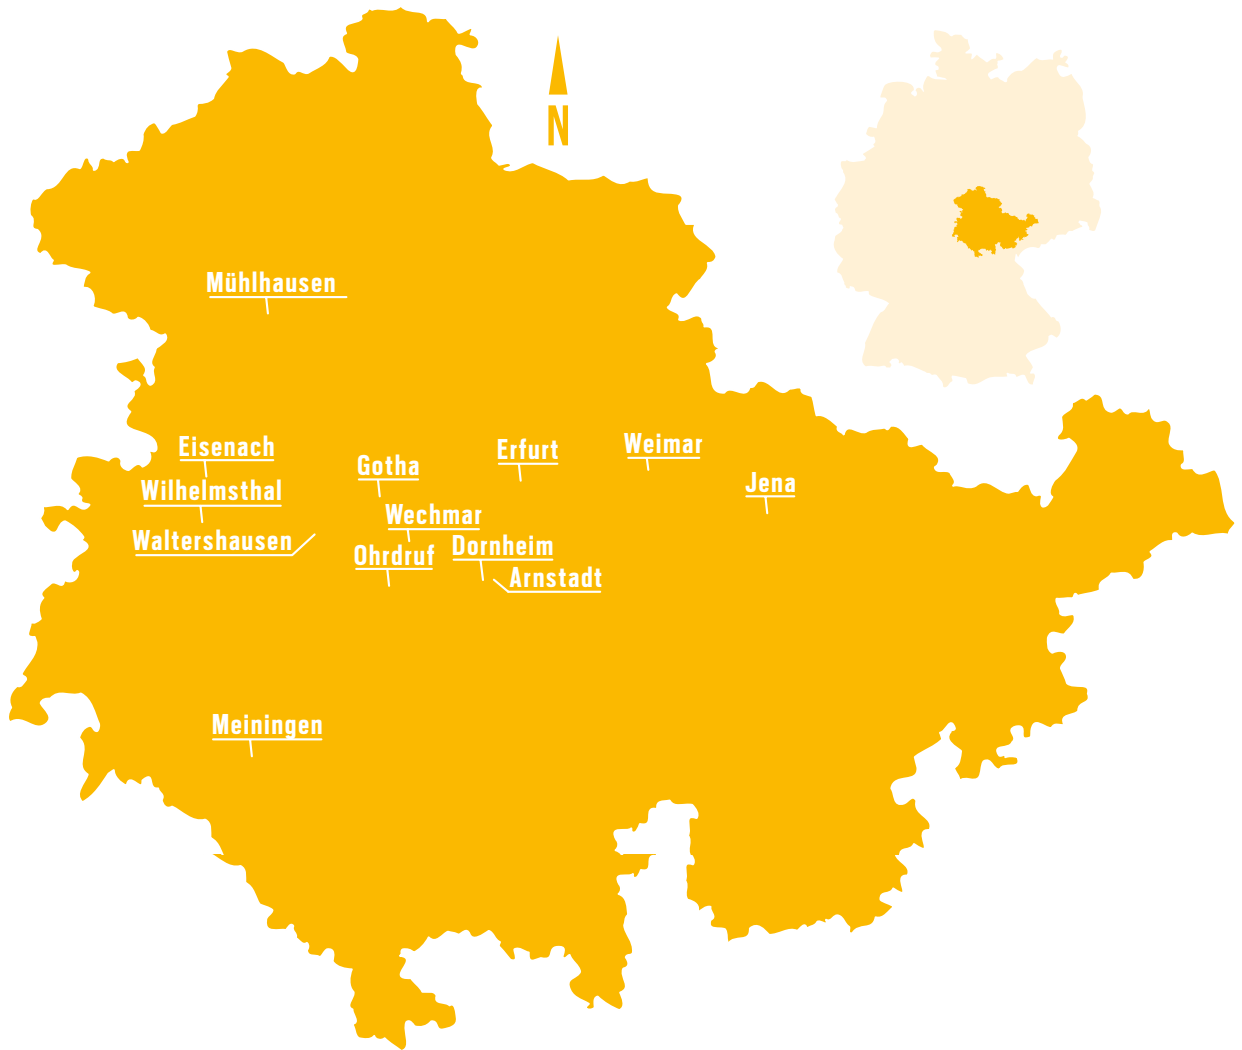 N
Mühlhausen
Eisenach
Gotha
Erfurt
Weimar
Wilhelmsthal
Jena
Wechmar
Waltershausen
Ohrdruf
Dornheim
Arnstadt
Meiningen